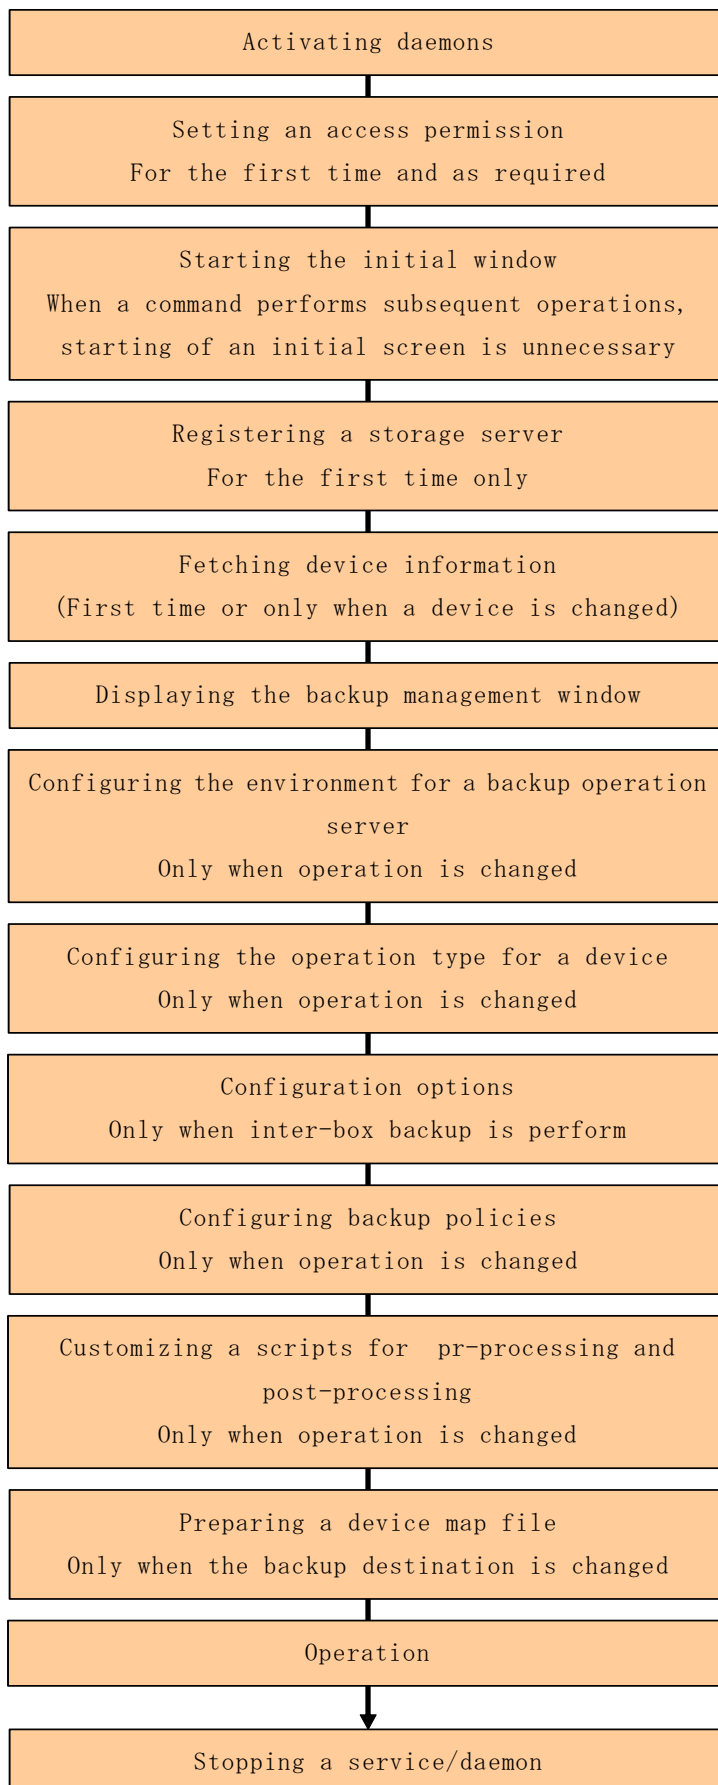 Activating daemons
Setting an access permission
For the first time and as required
Starting the initial window
When a command performs subsequent operations,
starting of an initial screen is unnecessary
Registering a storage server
For the first time only
Fetching device information
(First time or only when a device is changed)
Displaying the backup management window
Configuring the environment for a backup operation
server
Only when operation is changed
Configuring the operation type for a device
Only when operation is changed
Configuration options
Only when inter-box backup is perform
Configuring backup policies
Only when operation is changed
Customizing a scripts for  pr-processing and
post-processing
Only when operation is changed
Preparing a device map file
Only when the backup destination is changed
Operation
Stopping a service/daemon